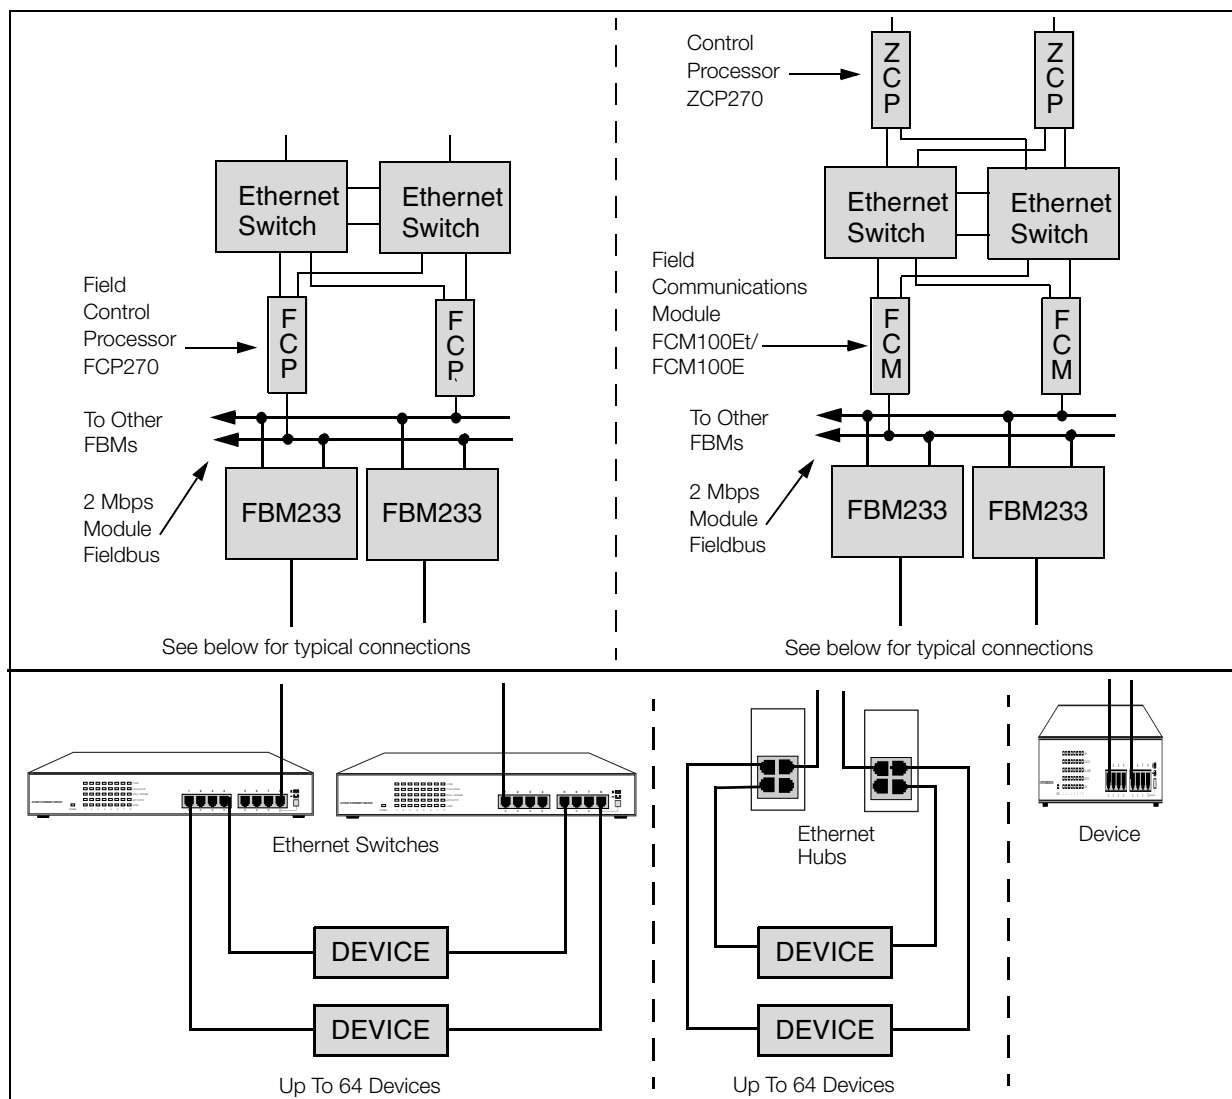 Ethernet
Switch
Ethernet
Switch
Field
Control
Processor
FCP270
F
C
P
F
C
P
To Other
FBMs
2 Mbps
Module
Fieldbus
FBM233
FBM233
See below for typical connections
Control
Processor
ZCP270
Z
C
P
Z
C
P
Ethernet
Switch
Ethernet
Switch
Field
Communications
Module
FCM100Et/
FCM100E
F
C
M
F
C
M
To Other
FBMs
2 Mbps
Module
Fieldbus
FBM233
FBM233
See below for typical connections
Ethernet Switches
DEVICE
DEVICE
Up To 64 Devices
Ethernet
Hubs
DEVICE
DEVICE
Up To 64 Devices
Device